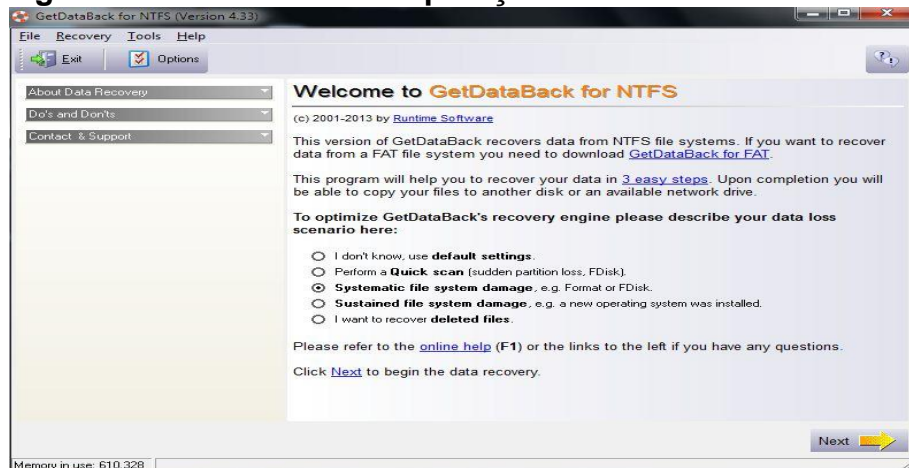 GetDataBack for NTFS (Version 4.33)
File Recovery Tools Help
Exit Options
About Data Recovery
Do's and Don'ts
Contact & Support
Welcome to GetDataBack for NTFS
(c) 2001-2013 by Runtime Software
This version of GetDataBack recovers data from NTFS file systems. If you want to recover
data from a FAT file system you need to download GetDataBack for FAT.
This program will help you to recover your data in 3 easy steps. Upon completion you will
be able to copy your files to another disk or an available network drive.
To optimize GetDataBack's recovery engine please describe your data loss
scenario here:
I don't know, use default settings.
Perform a Quick scan (sudden partition loss, FDisk).
Systematic file system damage, e.g. Format or FDisk.
Sustained file system damage, e.g. a new operating system was installed.
I want to recover deleted files.
Please refer to the online help (F1) or the links to the left if you have any questions.
Click Next to begin the data recovery.
Next
Memory in use: 610.328